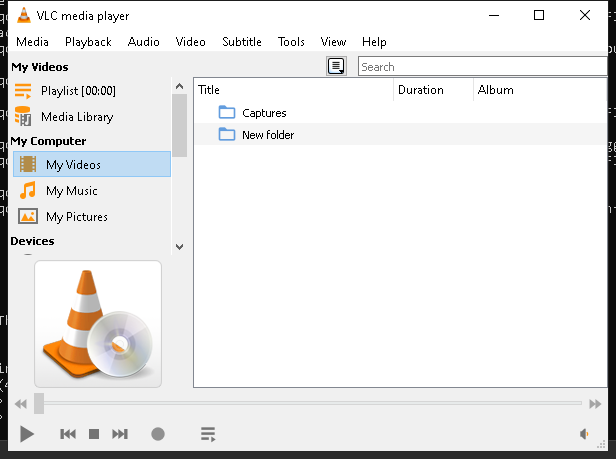 VLC media player
Media Playback Audio Video Subtitle Tools View Help
My Videos
Search
Playlist [00:00]
Media Library
My Computer
My Videos
My Music
My Pictures
Devices
Title Duration Album
Captures
New folder